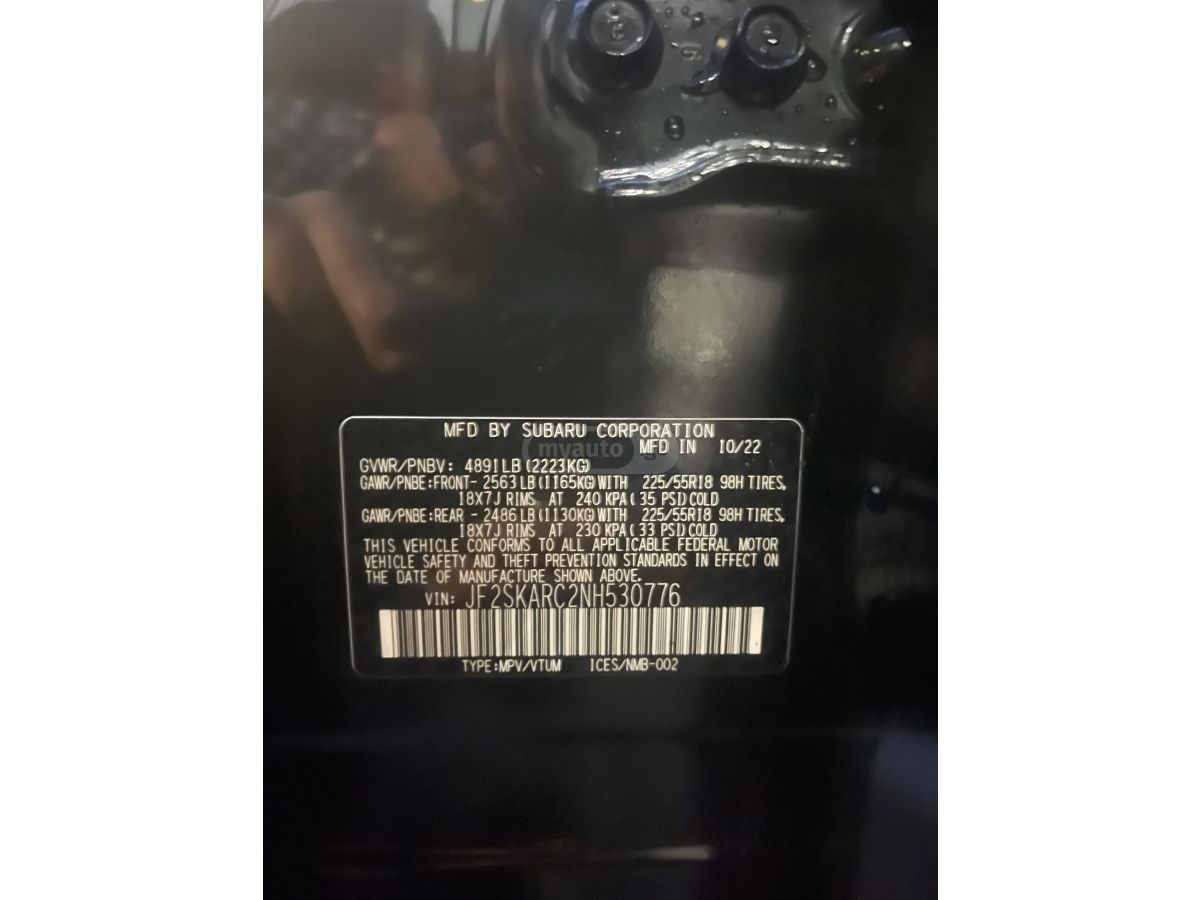 MFD BY SUBARU CORPORATION
MFD IN 10/22
myauto
GVWR/PNBV: 4891LB(2223KG)
GAWR/PNBE:FRONT- 2563LB(1165KG)WITH 225/55R18 98H TIRES,
18X7J RIMS AT 240 KPA( 35 PSI)COLD
GAWR/PNBE:REAR - 2486LB(1130KG)WITH 225/55R18 98H TIRES,
18X7J RIMS AT 230 KPA( 33 PSI)COLD
THIS VEHICLE CONFORMS TO ALL APPLICABLE FEDERAL MOTOR
VEHICLE SAFETY AND THEFT PREVENTION STANDARDS IN EFFECT ON
THE DATE OF MANUFACTURE SHOWN ABOVE.
VIN: JF2SKARC2NH530776
TYPE:MPV/VTUM ICES/NMB-002